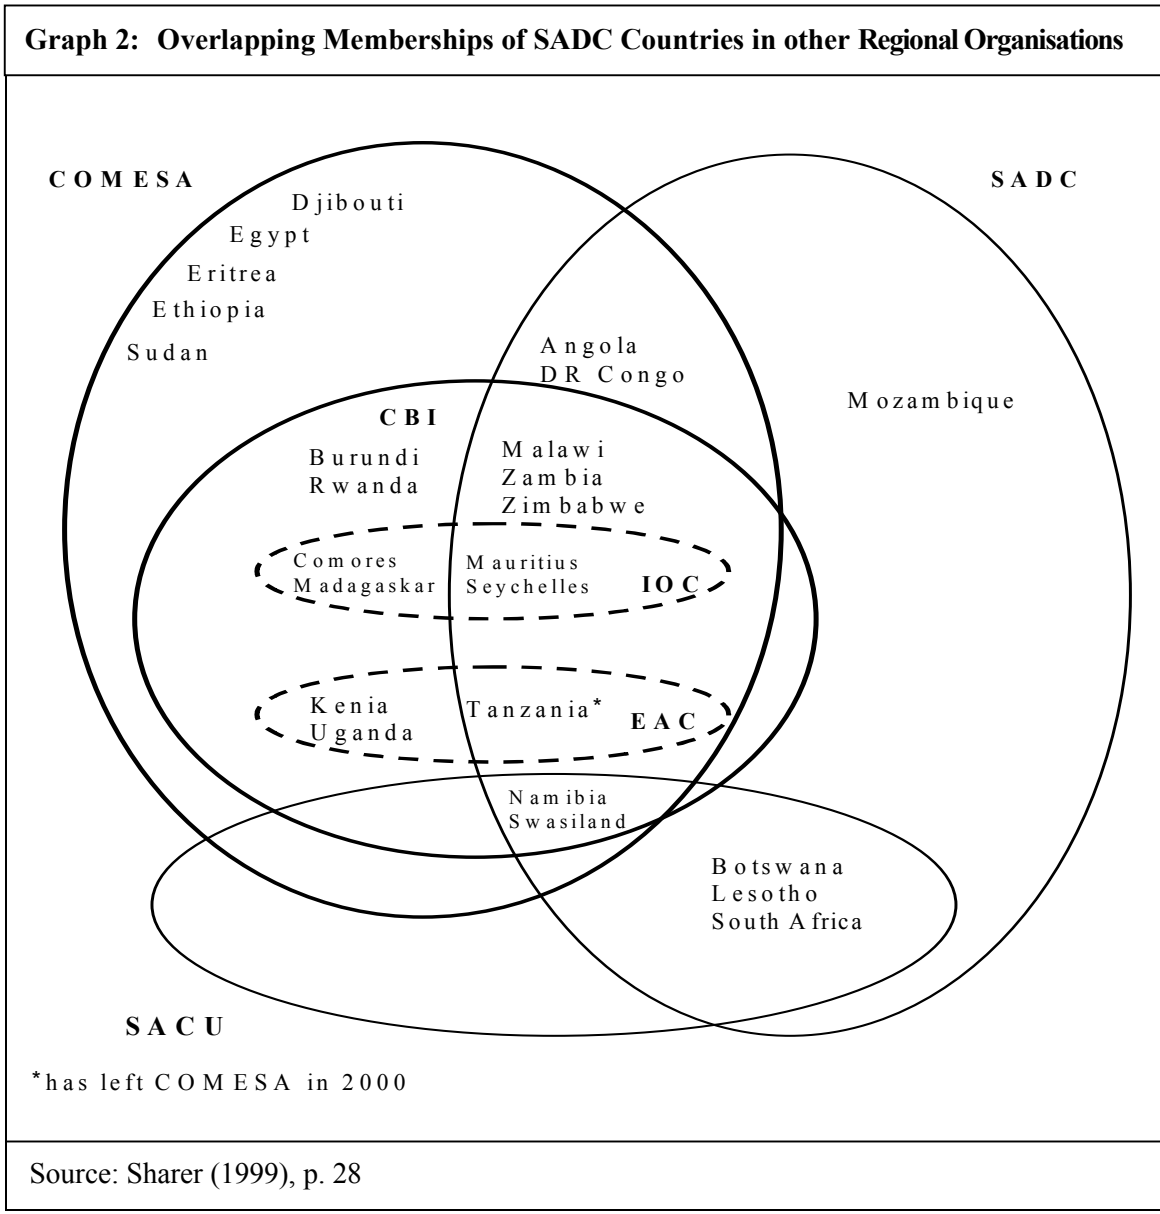 Graph 2: Overlapping Memberships of SADC Countries in other Regional Organisations
COMESA
SADC
Djibouti
Egypt
Eritrea
Ethiopia
Sudan
Angola
DR Congo
Mozambique
CBI
Burundi
Rwanda
Malawi
Zambia
Zimbabwe
Comores
Madagaskar
Mauritius
Seychelles
IOC
Kenia
Uganda
Tanzania*
EAC
Namibia
Swasiland
Botswana
Lesotho
South Africa
SACU
*has left COMESA in 2000
Source: Sharer (1999), p. 28